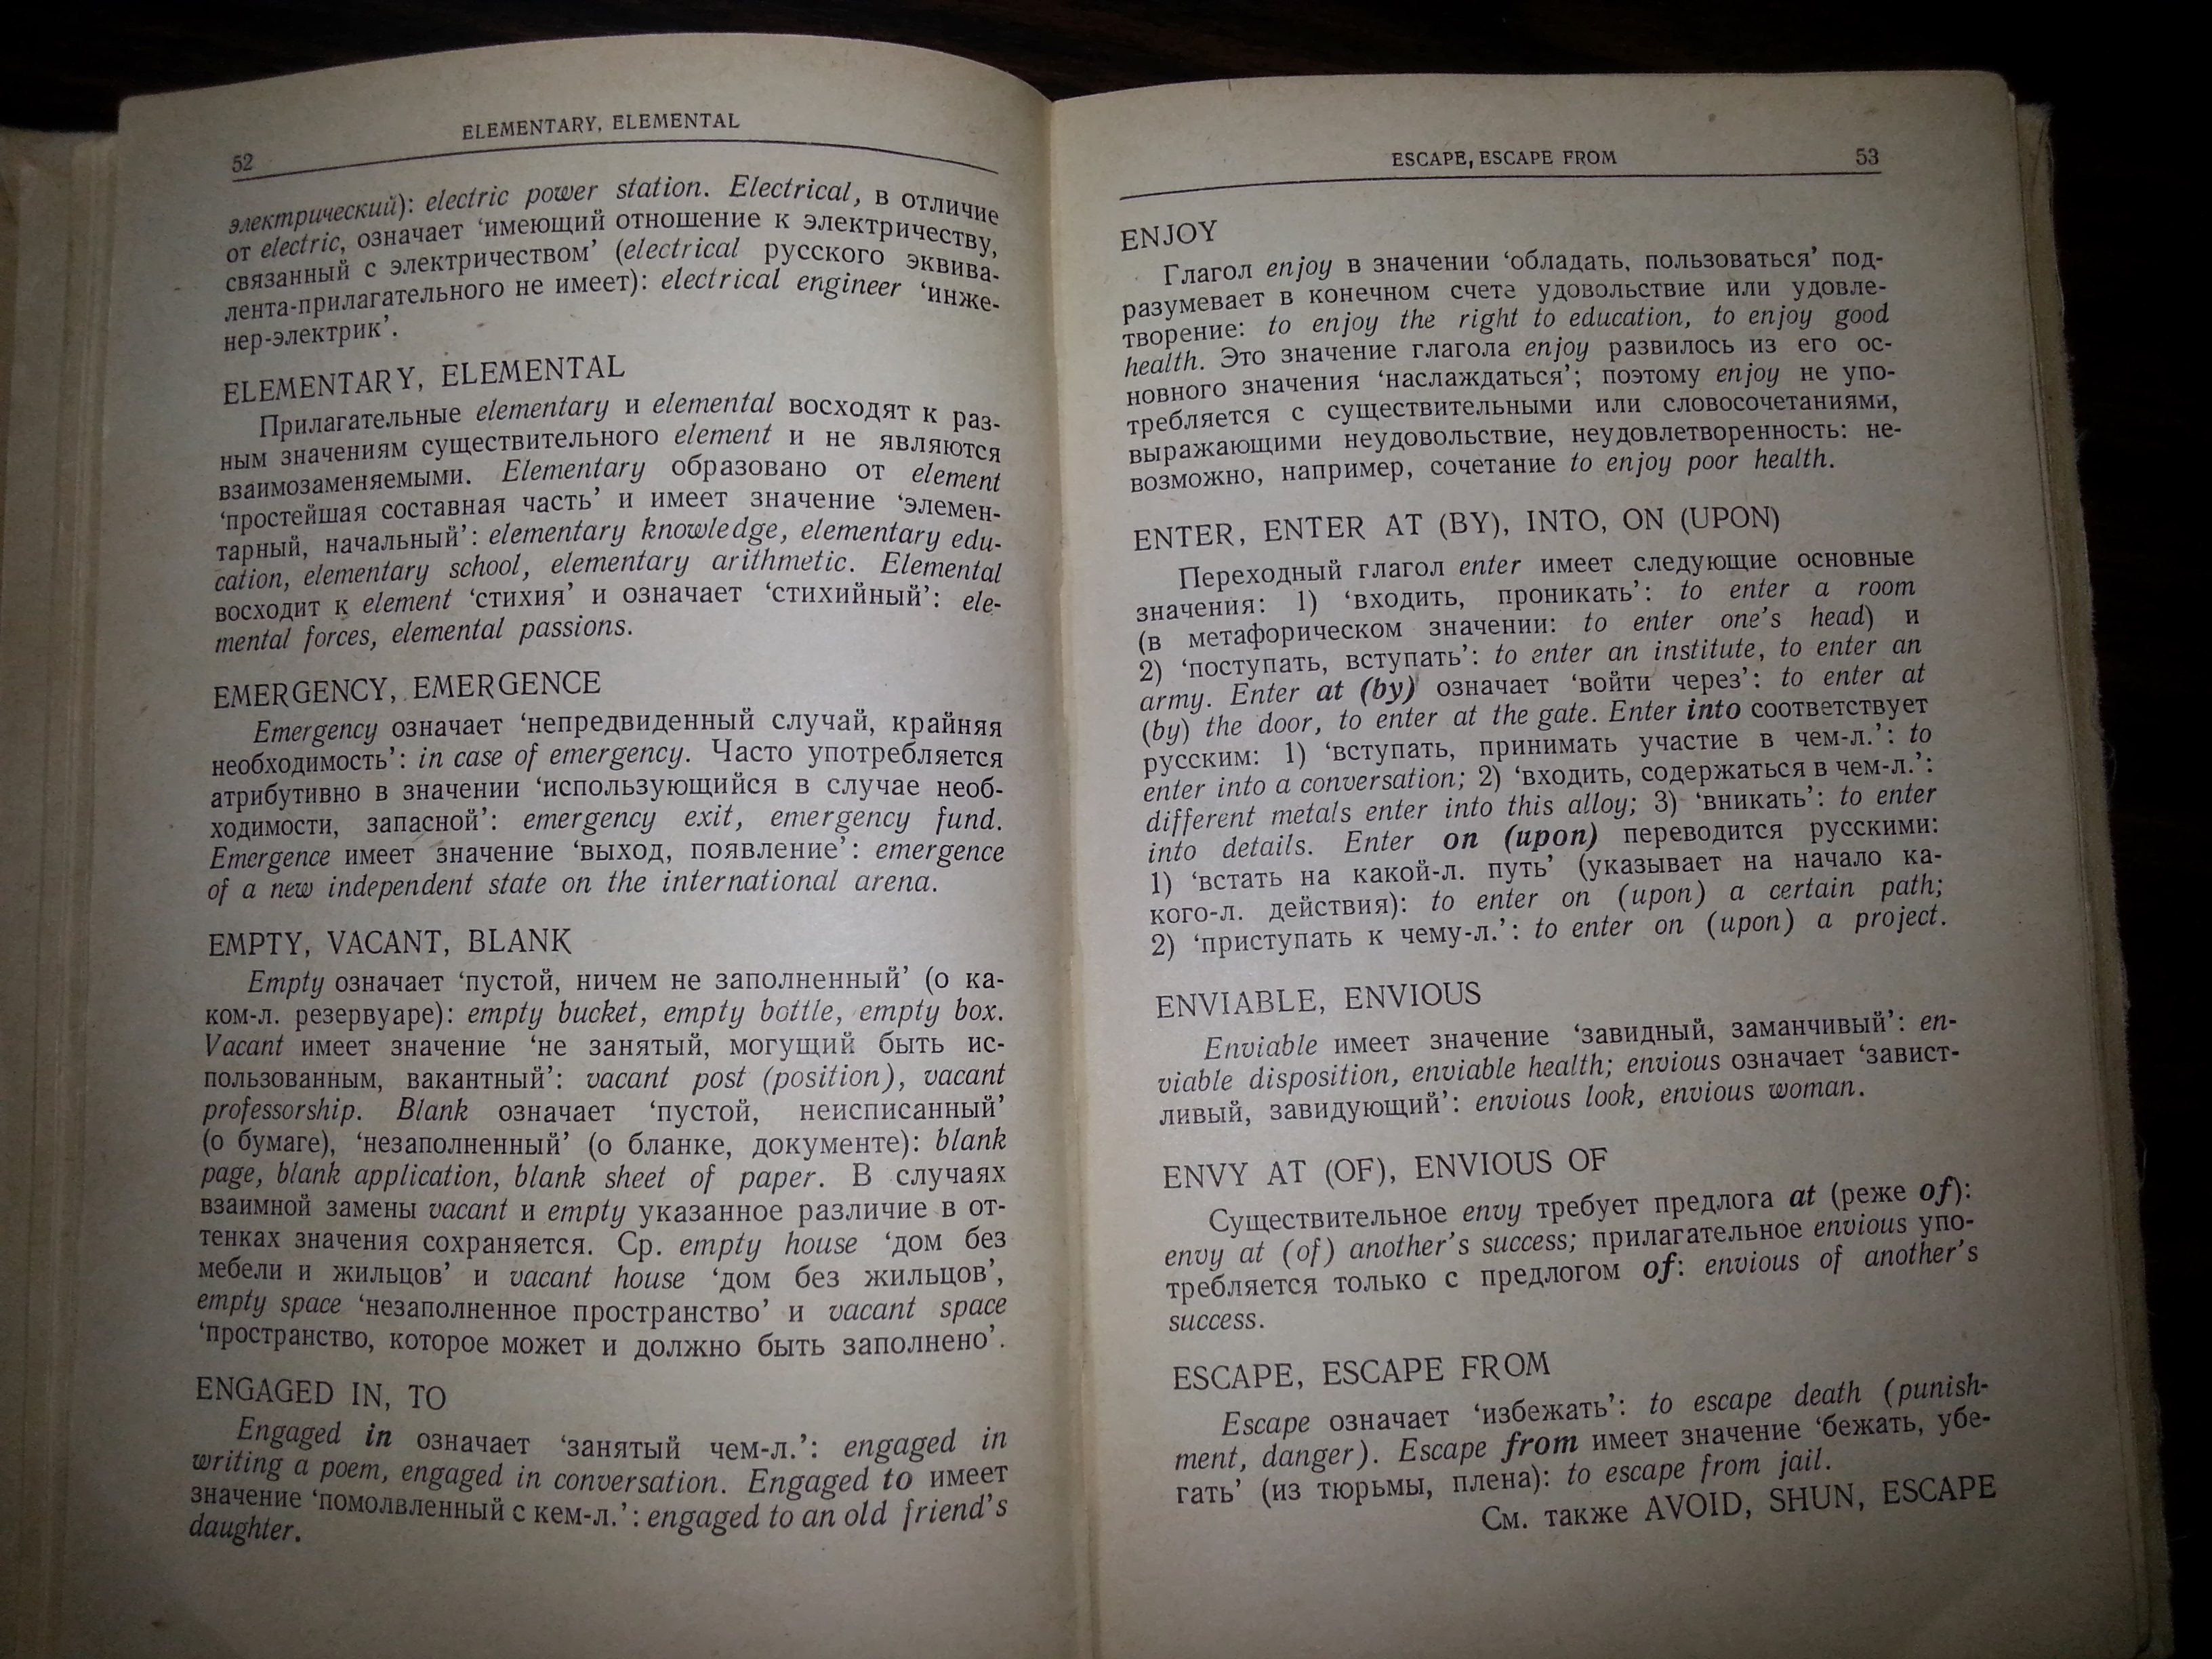 52
ELEMENTARY, ELEMENTAL
электрический): electric power station. Electrical, в отличие
от electric, означает ‘имеющий отношение к электричеству,
связанный с электричеством’ (electrical русского эквива-
лента-прилагательного не имеет): electrical engineer ‘инже-
нер-электрик’.
ELEMENTARY, ELEMENTAL
Прилагательные elementary и elemental восходят к раз-
ным значениям существительного element и не являются
взаимозаменяемыми. Elementary образовано от element
‘простейшая составная часть’ и имеет значение ‘элемен-
тарный, начальный’: elementary knowledge, elementary edu-
cation, elementary school, elementary arithmetic. Elemental
восходит к element ‘стихия’ и означает ‘стихийный’: ele-
mental forces, elemental passions.
EMERGENCY, EMERGENCE
Emergency означает ‘непредвиденный случай, крайняя
необходимость’: in case of emergency. Часто употребляется
атрибутивно в значении ‘использующийся в случае необ-
ходимости, запасной’: emergency exit, emergency fund.
Emergence имеет значение ‘выход, появление’: emergence
of a new independent state on the international arena.
EMPTY, VACANT, BLANK
Empty означает ‘пустой, ничем не заполненный’ (о ка-
ком-л. резервуаре): empty bucket, empty bottle, empty box.
Vacant имеет значение ‘не занятый, могущий быть ис-
пользованным, вакантный’: vacant post (position), vacant
professorship. Blank означает ‘пустой, неисписанный’
(о бумаге), ‘незаполненный’ (о бланке, документе): blank
page, blank application, blank sheet of paper. В случаях
взаимной замены vacant и empty указанное различие в от-
тенках значения сохраняется. Ср. empty house ‘дом без
мебели и жильцов’ и vacant house ‘дом без жильцов’,
empty space ‘незаполненное пространство’ и vacant space
‘пространство, которое может и должно быть заполнено’.
ENGAGED IN, TO
Engaged in означает ‘занятый чем-л.’: engaged in
writing a poem, engaged in conversation. Engaged to имеет
значение ‘помолвленный с кем-л.’: engaged to an old friend’s
daughter.
ESCAPE, ESCAPE FROM
53
ENJOY
Глагол enjoy в значении ‘обладать, пользоваться’ под-
разумевает в конечном счете удовольствие или удовле-
творение: to enjoy the right to education, to enjoy good
health. Это значение глагола enjoy развилось из его ос-
новного значения ‘наслаждаться’; поэтому enjoy не упо-
требляется с существительными или словосочетаниями,
выражающими неудовольствие, неудовлетворенность: не-
возможно, например, сочетание to enjoy poor health.
ENTER, ENTER AT (BY), INTO, ON (UPON)
Переходный глагол enter имеет следующие основные
значения: 1) ‘входить, проникать’: to enter a room
(в метафорическом значении: to enter one’s head) и
2) ‘поступать, вступать’: to enter an institute, to enter an
army. Enter at (by) означает ‘войти через’: to enter at
(by) the door, to enter at the gate. Enter into соответствует
русским: 1) ‘вступать, принимать участие в чем-л.’: to
enter into a conversation; 2) ‘входить, содержаться в чем-л.’:
different metals enter into this alloy; 3) ‘вникать’: to enter
into details. Enter on (upon) переводится русскими:
1) ‘встать на какой-л. путь’ (указывает на начало ка-
кого-л. действия): to enter on (upon) a certain path;
2) ‘приступать к чему-л.’: to enter on (upon) a project.
ENVIABLE, ENVIOUS
Enviable имеет значение ‘завидный, заманчивый’: en-
viable disposition, enviable health; envious означает ‘завист-
ливый, завидующий’: envious look, envious woman.
ENVY AT (OF), ENVIOUS OF
Существительное envy требует предлога at (реже of):
envy at (of) another’s success; прилагательное envious упо-
требляется только с предлогом of: envious of another’s
success.
ESCAPE, ESCAPE FROM
Escape означает ‘избежать’: to escape death (punish-
ment, danger). Escape from имеет значение ‘бежать, убе-
гать’ (из тюрьмы, плена): to escape from jail.
См. также AVOID, SHUN, ESCAPE